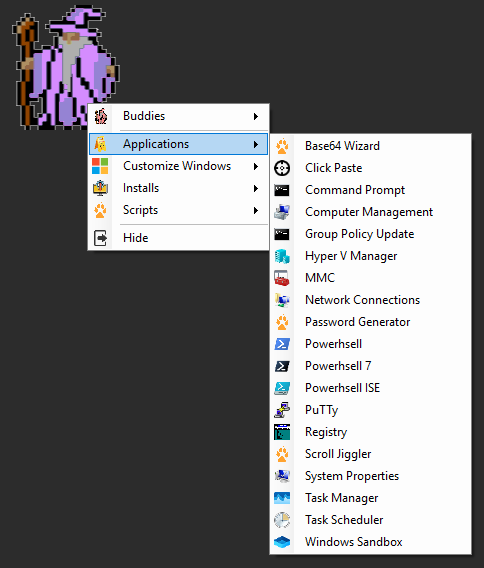 Buddies
Applications
Customize Windows
Installs
Scripts
Hide
Base64 Wizard
Click Paste
Command Prompt
Computer Management
Group Policy Update
Hyper V Manager
MMC
Network Connections
Password Generator
Powerhsell
Powerhsell 7
Powerhsell ISE
PuTTy
Registry
Scroll Jiggler
System Properties
Task Manager
Task Scheduler
Windows Sandbox